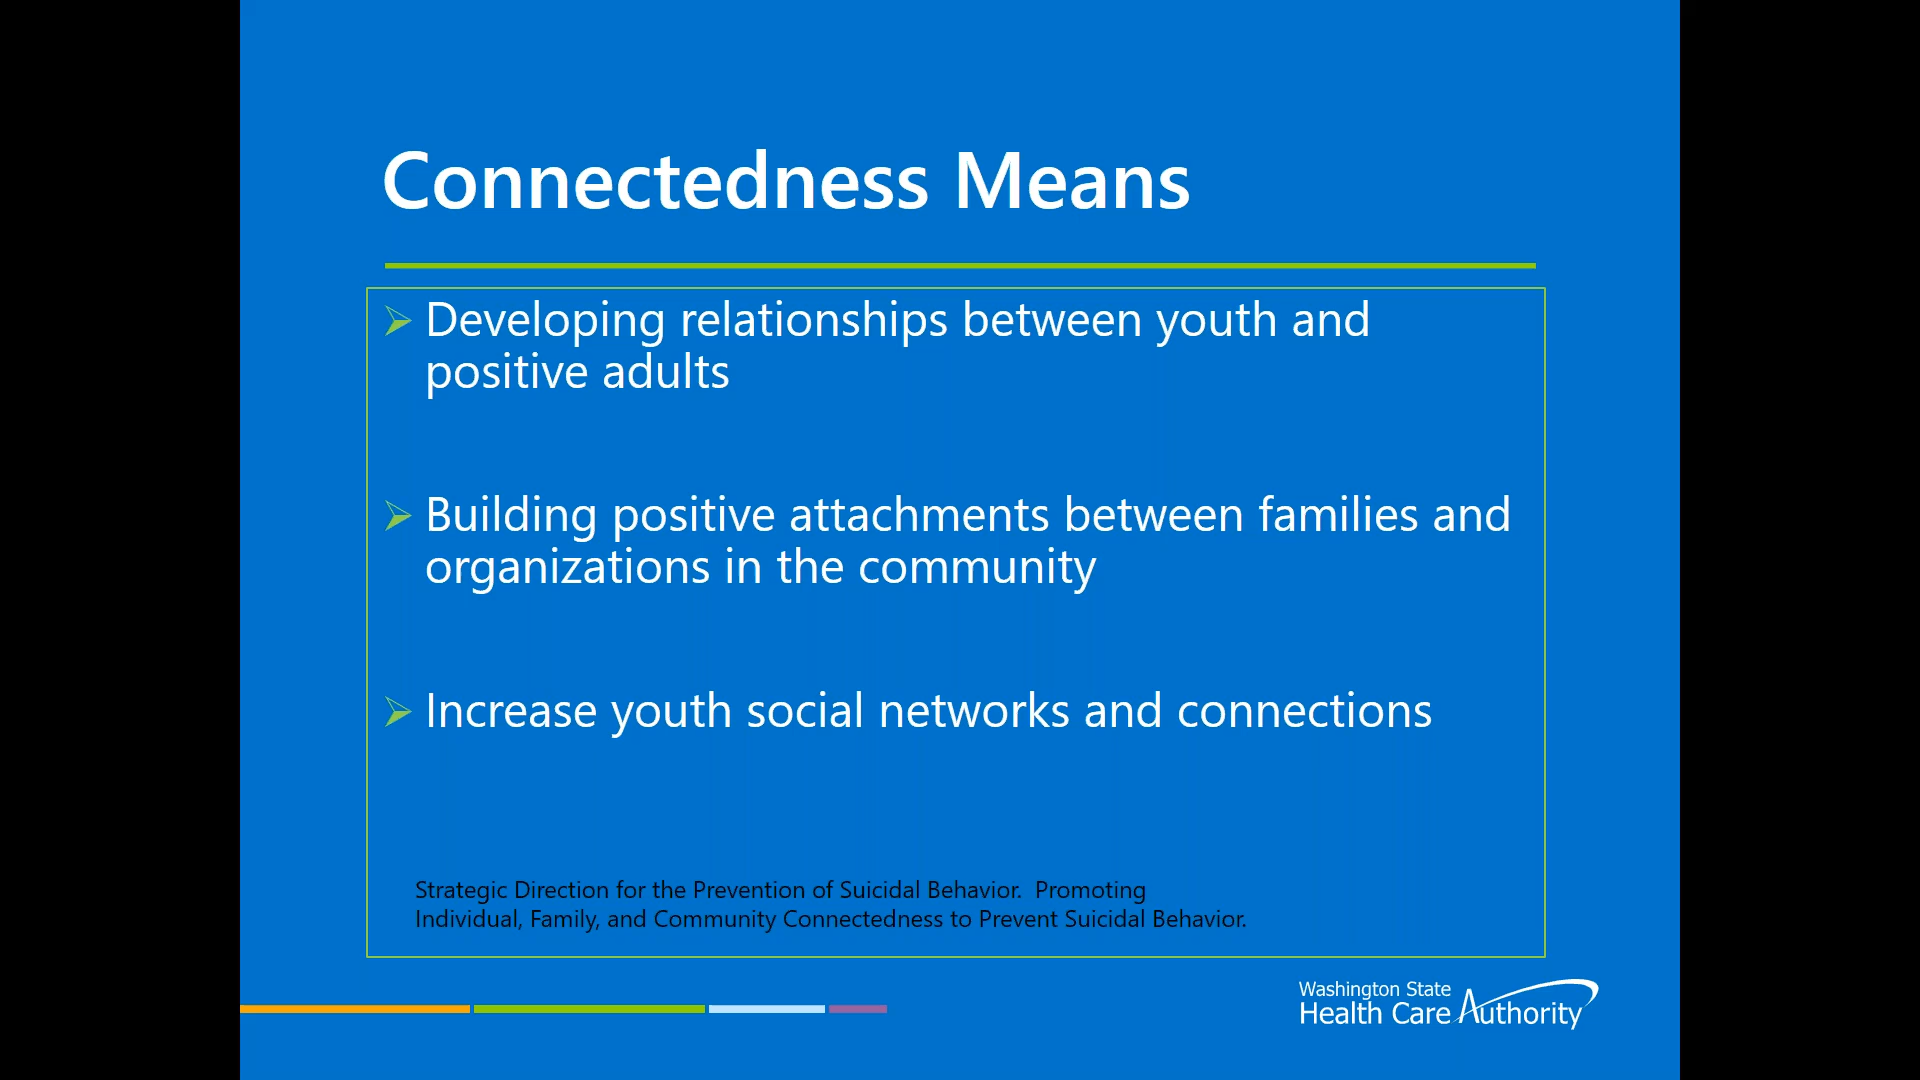 Connectedness Means
Developing relationships between youth and
positive adults
Building positive attachments between families and
organizations in the community
Increase youth social networks and connections
Strategic Direction for the Prevention of Suicidal Behavior.  Promoting
Individual, Family, and Community Connectedness to Prevent Suicidal Behavior.
Washington State
Health Care Authority